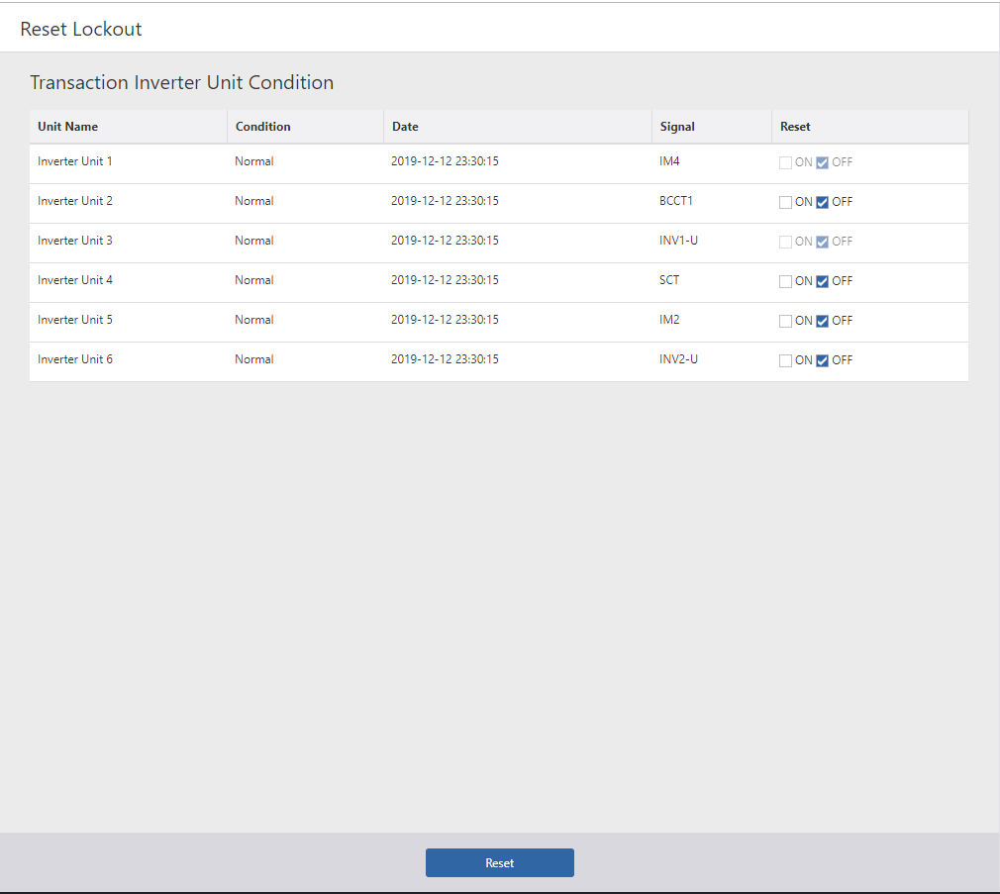 Reset Lockout
Transaction Inverter Unit Condition
Unit Name Condition Date Signal Reset
Inverter Unit 1 Normal 2019-12-12 23:30:15 IM4 ON OFF
Inverter Unit 2 Normal 2019-12-12 23:30:15 BCCT1 ON OFF
Inverter Unit 3 Normal 2019-12-12 23:30:15 INV1-U ON OFF
Inverter Unit 4 Normal 2019-12-12 23:30:15 SCT ON OFF
Inverter Unit 5 Normal 2019-12-12 23:30:15 IM2 ON OFF
Inverter Unit 6 Normal 2019-12-12 23:30:15 INV2-U ON OFF
Reset